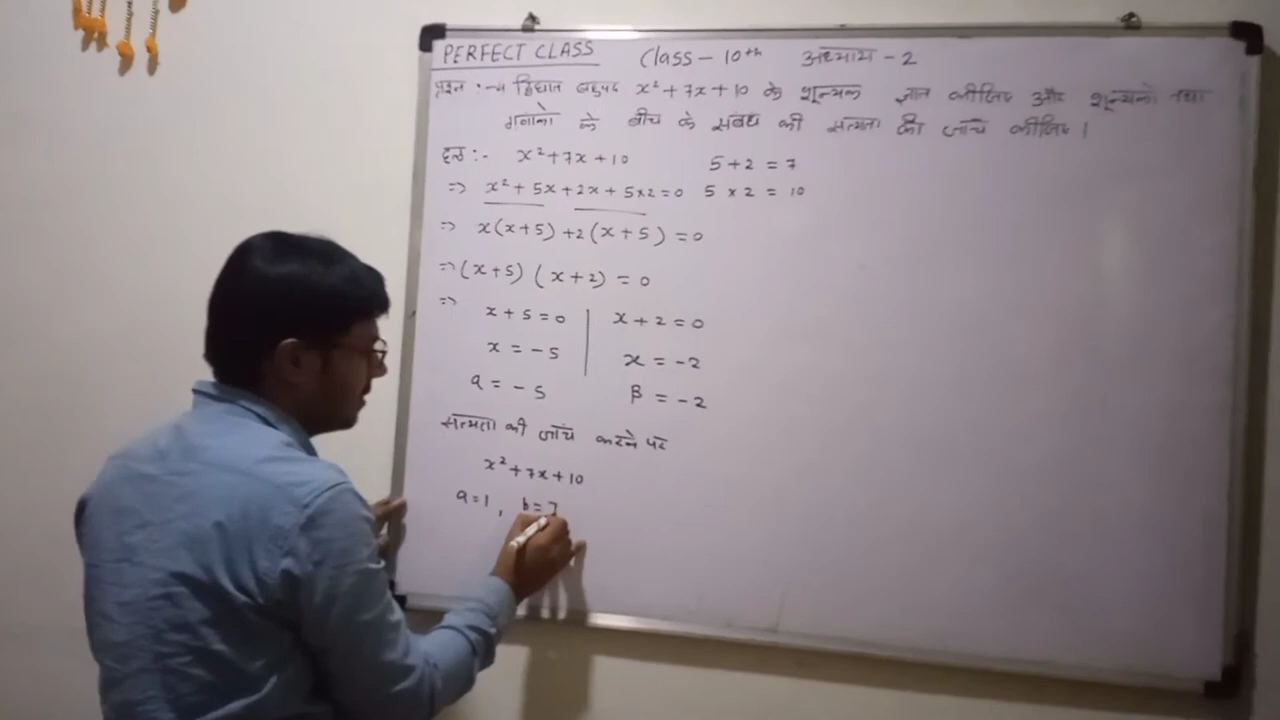 PERFECT CLASS Class - 10th अध्याय - 2
प्रश्न :- द्विघात बहुपद x² + 7x + 10 के शून्यक ज्ञात कीजिए और शून्यको तथा
गुणांको के बीच के संबंध की सत्यता की जाँच कीजिए।
हल :- x² + 7x + 10 5 + 2 = 7
=> x² + 5x + 2x + 5×2 = 0 5 × 2 = 10
=> x(x+5) + 2(x+5) = 0
=> (x+5) (x+2) = 0
=>
x + 5 = 0 | x + 2 = 0
x = -5 x = -2
a = -5 β = -2
सत्यता की जाँच करने पर
x² + 7x + 10
a = 1, b = 7